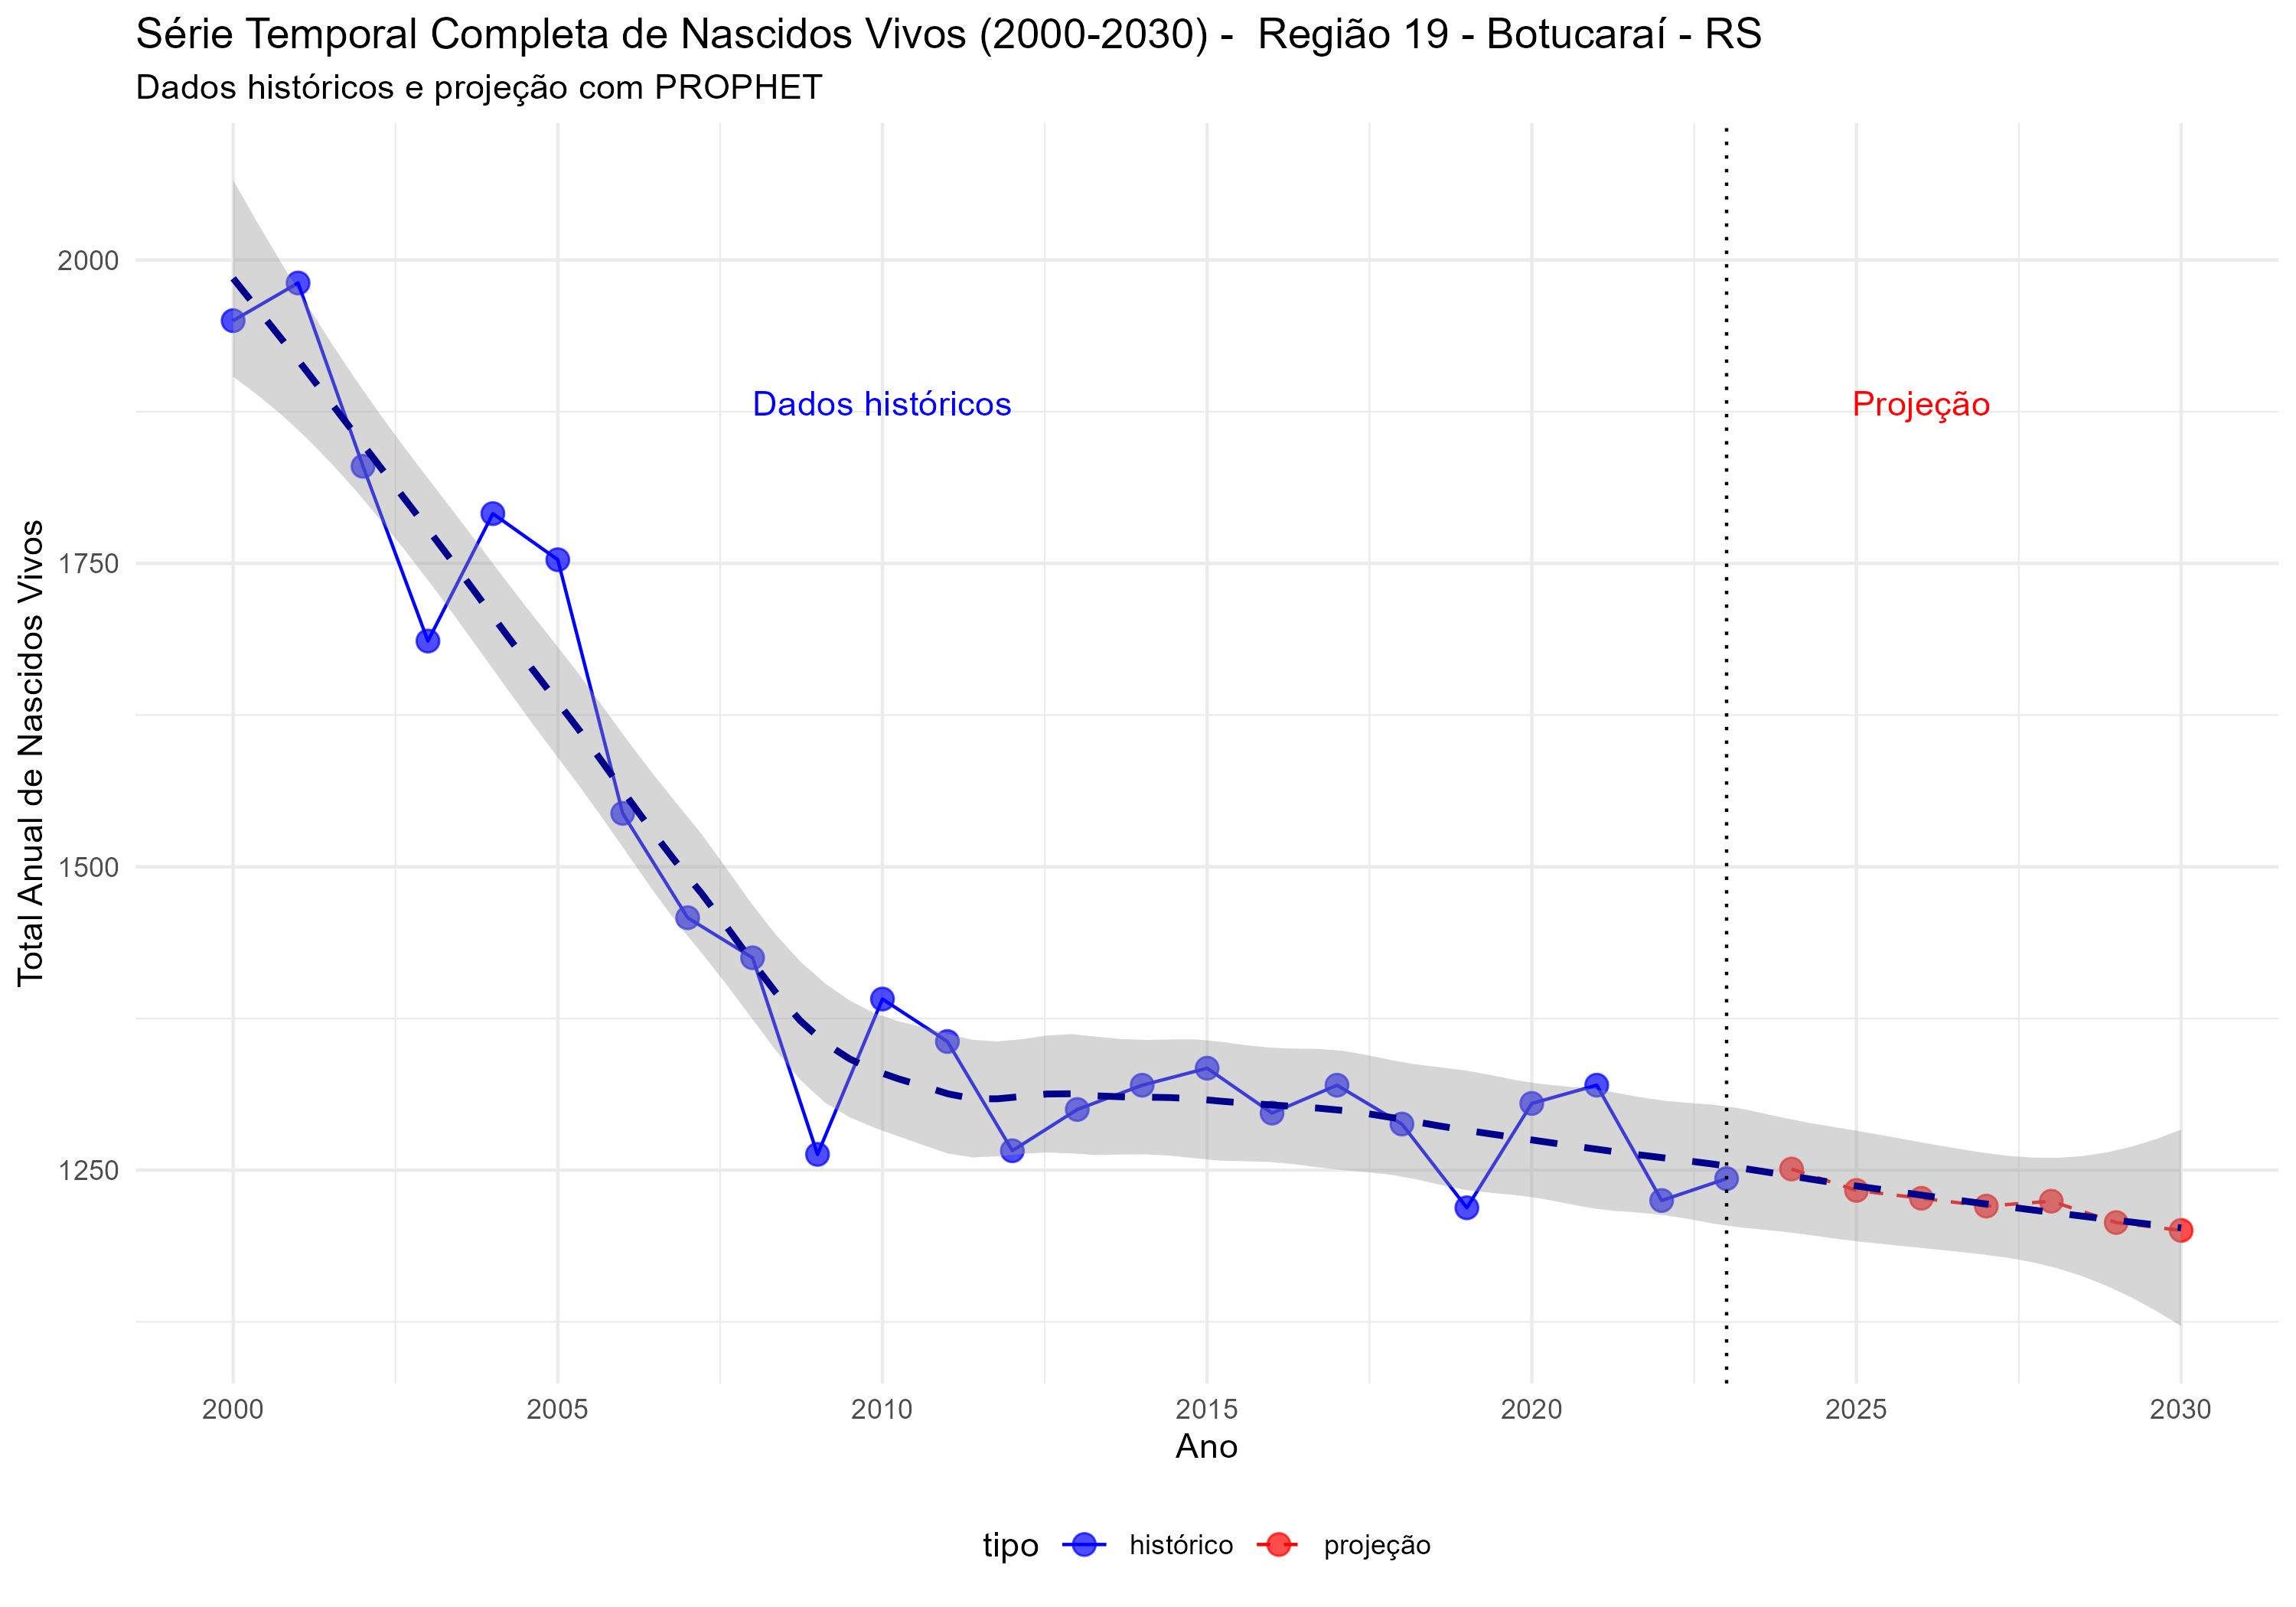 Série Temporal Completa de Nascidos Vivos (2000-2030) -  Região 19 - Botucaraí - RS
Dados históricos e projeção com PROPHET
Total Anual de Nascidos Vivos
2000
1750
1500
1250
Dados históricos
Projeção
2000
2005
2010
2015
2020
2025
2030
Ano
tipo
histórico
projeção